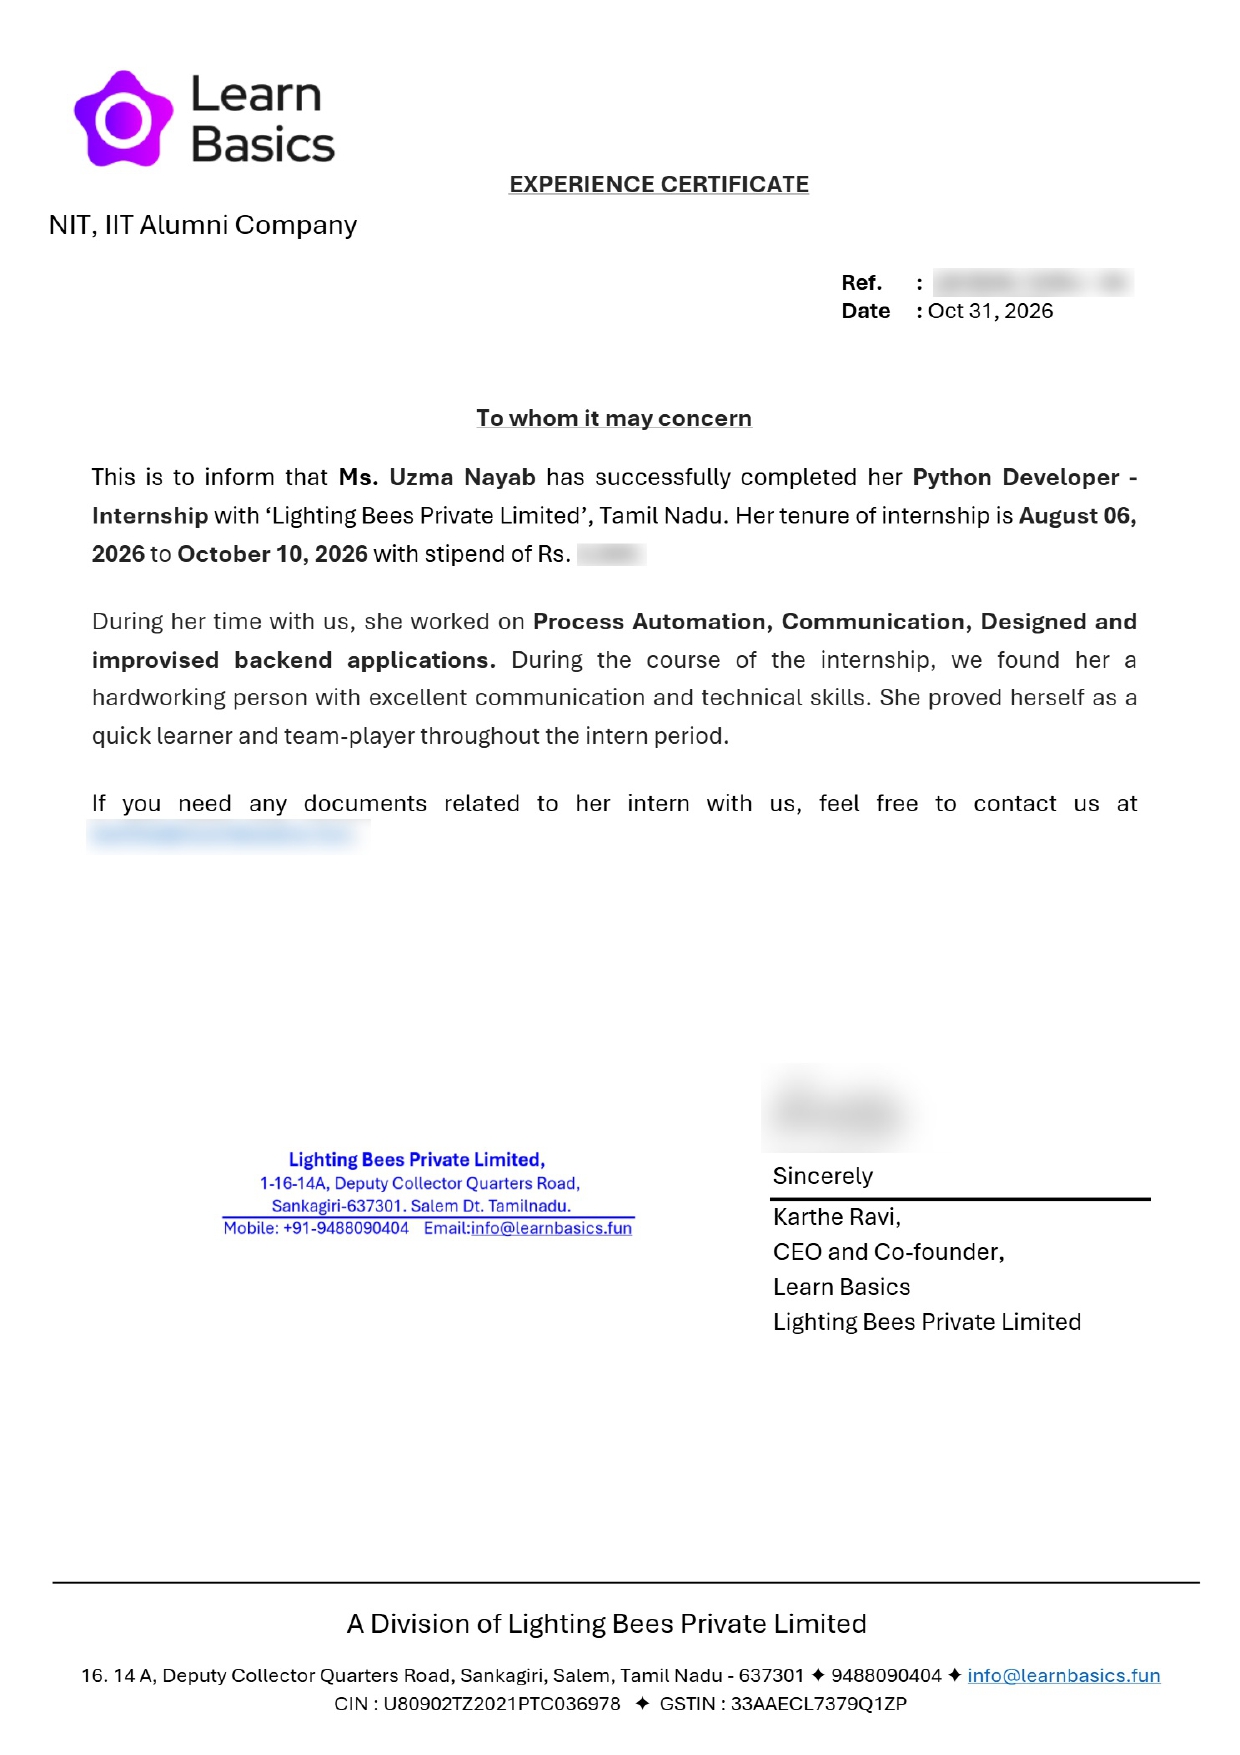 Learn
Basics
EXPERIENCE CERTIFICATE
NIT, IIT Alumni Company
Ref. :
Date : Oct 31, 2026
To whom it may concern
This is to inform that Ms. Uzma Nayab has successfully completed her Python Developer -
Internship with ‘Lighting Bees Private Limited’, Tamil Nadu. Her tenure of internship is August 06,
2026 to October 10, 2026 with stipend of Rs.
During her time with us, she worked on Process Automation, Communication, Designed and
improvised backend applications. During the course of the internship, we found her a
hardworking person with excellent communication and technical skills. She proved herself as a
quick learner and team-player throughout the intern period.
If you need any documents related to her intern with us, feel free to contact us at
Lighting Bees Private Limited,
1-16-14A, Deputy Collector Quarters Road,
Sankagiri-637301. Salem Dt. Tamilnadu.
Mobile: +91-9488090404 Email:info@learnbasics.fun
Sincerely
Karthe Ravi,
CEO and Co-founder,
Learn Basics
Lighting Bees Private Limited
A Division of Lighting Bees Private Limited
16. 14 A, Deputy Collector Quarters Road, Sankagiri, Salem, Tamil Nadu - 637301 ✦ 9488090404 ✦ info@learnbasics.fun
CIN : U80902TZ2021PTC036978 ✦ GSTIN : 33AAECL7379Q1ZP